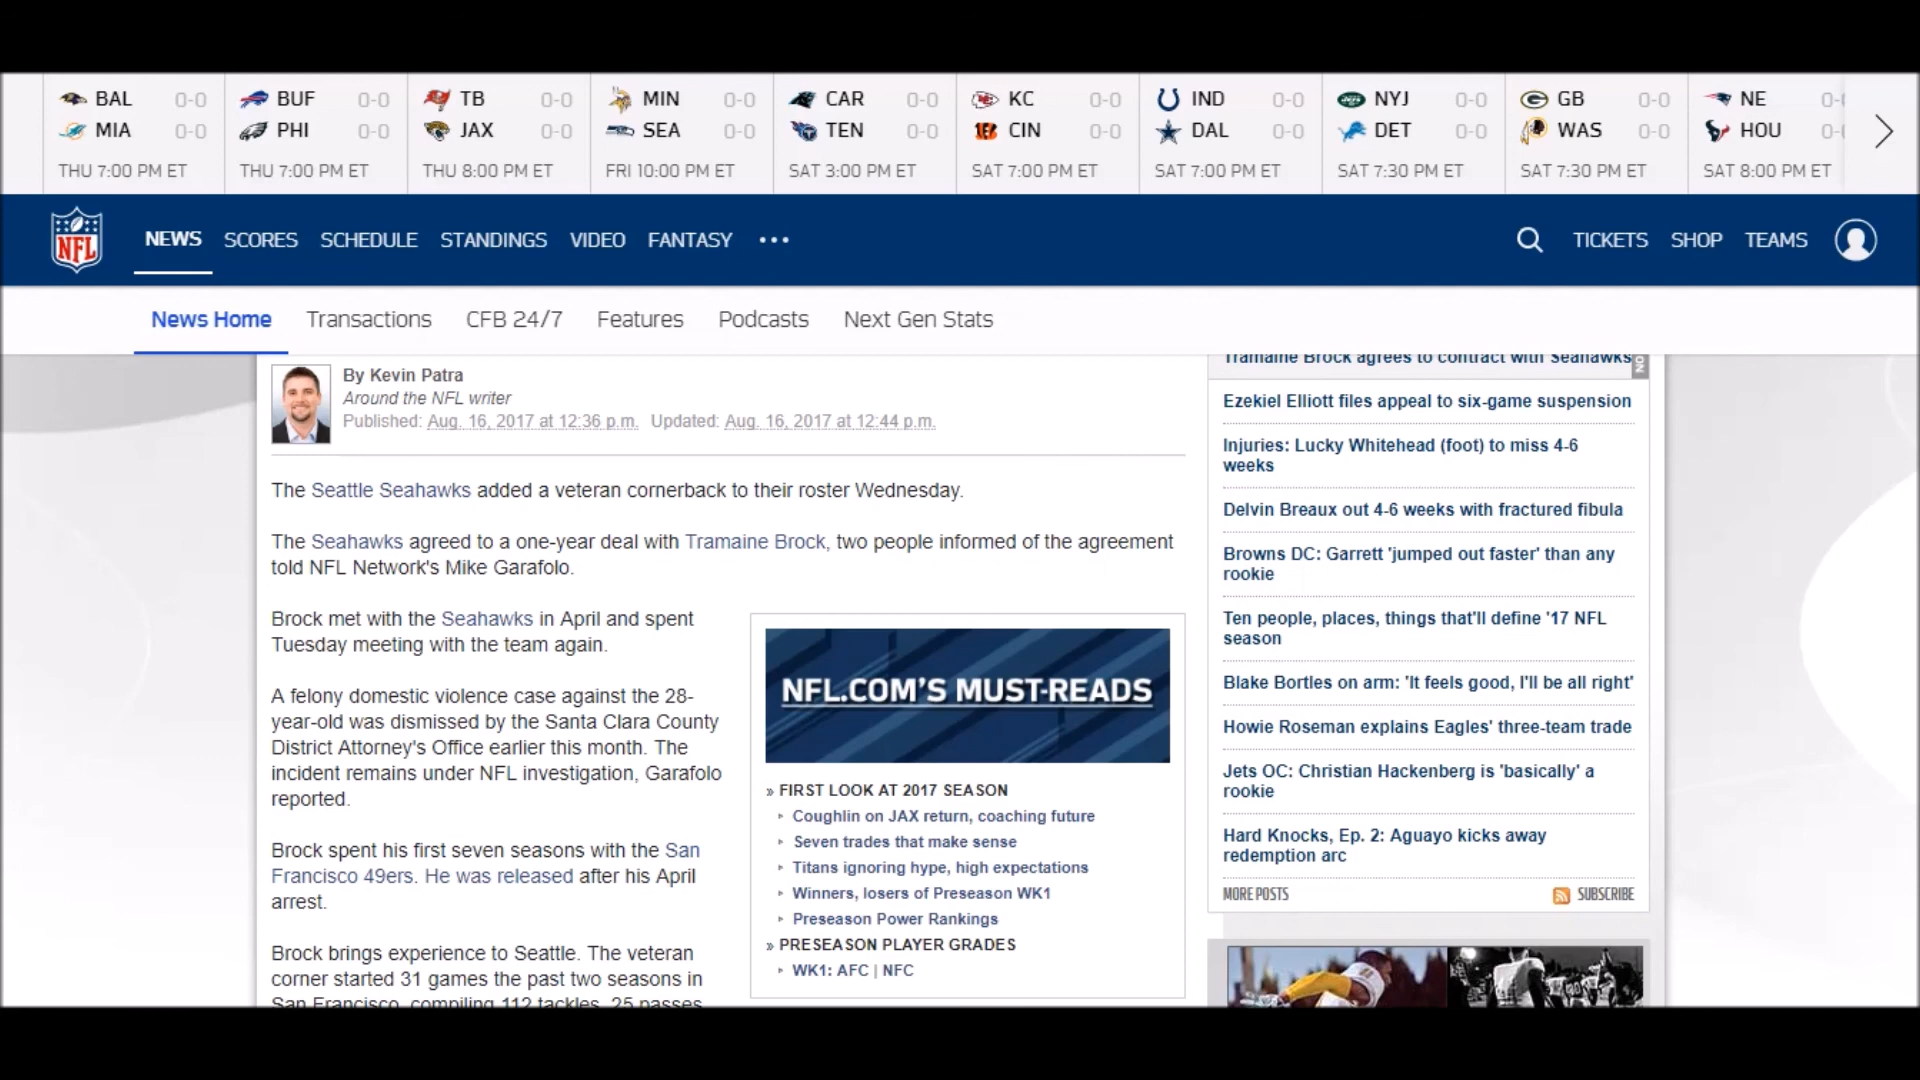 BAL 0-0
MIA 0-0
THU 7:00 PM ET
BUF 0-0
PHI 0-0
THU 7:00 PM ET
TB 0-0
JAX 0-0
THU 8:00 PM ET
MIN 0-0
SEA 0-0
FRI 10:00 PM ET
CAR 0-0
TEN 0-0
SAT 3:00 PM ET
KC 0-0
CIN 0-0
SAT 7:00 PM ET
IND 0-0
DAL 0-0
SAT 7:00 PM ET
NYJ 0-0
DET 0-0
SAT 7:30 PM ET
GB 0-0
WAS 0-0
SAT 7:30 PM ET
NE 0-
HOU 0-
SAT 8:00 PM ET
NFL NEWS SCORES SCHEDULE STANDINGS VIDEO FANTASY ••• TICKETS SHOP TEAMS
News Home Transactions CFB 24/7 Features Podcasts Next Gen Stats
By Kevin Patra
Around the NFL writer
Published: Aug. 16, 2017 at 12:36 p.m. Updated: Aug. 16, 2017 at 12:44 p.m.
The Seattle Seahawks added a veteran cornerback to their roster Wednesday.
The Seahawks agreed to a one-year deal with Tramaine Brock, two people informed of the agreement
told NFL Network's Mike Garafolo.
Brock met with the Seahawks in April and spent
Tuesday meeting with the team again.
A felony domestic violence case against the 28-
year-old was dismissed by the Santa Clara County
District Attorney's Office earlier this month. The
incident remains under NFL investigation, Garafolo
reported.
Brock spent his first seven seasons with the San
Francisco 49ers. He was released after his April
arrest.
Brock brings experience to Seattle. The veteran
corner started 31 games the past two seasons in
San Francisco, compiling 112 tackles, 25 passes
NFL.COM'S MUST-READS
» FIRST LOOK AT 2017 SEASON
Coughlin on JAX return, coaching future
Seven trades that make sense
Titans ignoring hype, high expectations
Winners, losers of Preseason WK1
Preseason Power Rankings
» PRESEASON PLAYER GRADES
WK1: AFC | NFC
Tramaine Brock agrees to contract with Seahawks
NO
Ezekiel Elliott files appeal to six-game suspension
Injuries: Lucky Whitehead (foot) to miss 4-6
weeks
Delvin Breaux out 4-6 weeks with fractured fibula
Browns DC: Garrett 'jumped out faster' than any
rookie
Ten people, places, things that'll define '17 NFL
season
Blake Bortles on arm: 'It feels good, I'll be all right'
Howie Roseman explains Eagles' three-team trade
Jets OC: Christian Hackenberg is 'basically' a
rookie
Hard Knocks, Ep. 2: Aguayo kicks away
redemption arc
MORE POSTS SUBSCRIBE